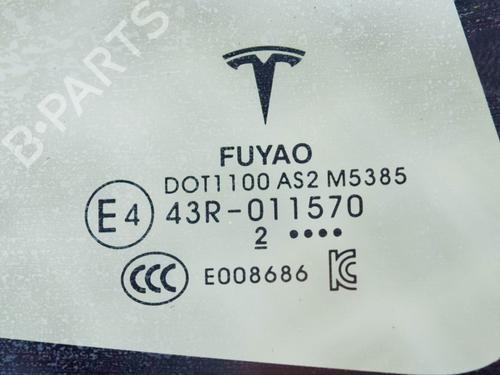 B-PARTS
FUYAO
DOT1100 AS2 M5385
E4 43R-011570
2 ••••
CCC E008686